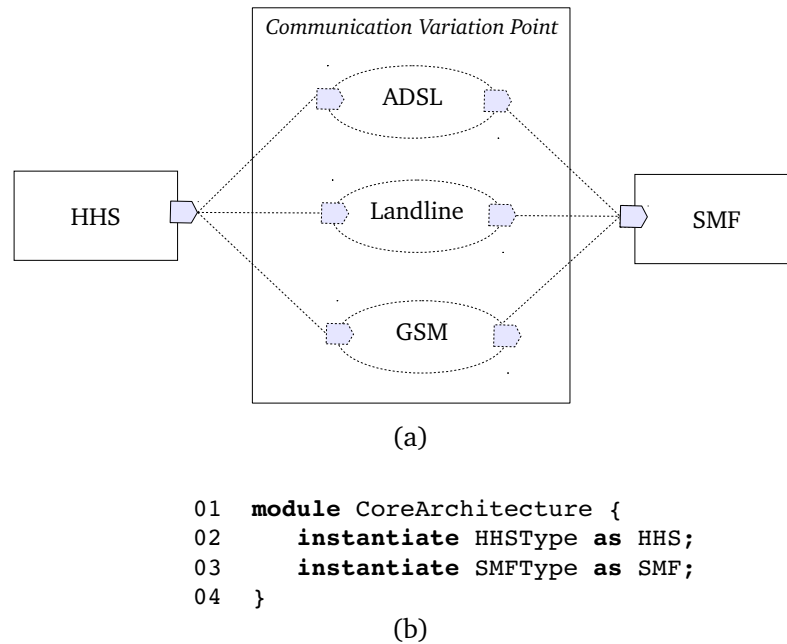 Communication Variation Point
ADSL
HHS
Landline
SMF
GSM
(a)
01 module CoreArchitecture {
02 instantiate HHSType as HHS;
03 instantiate SMFType as SMF;
04 }
(b)